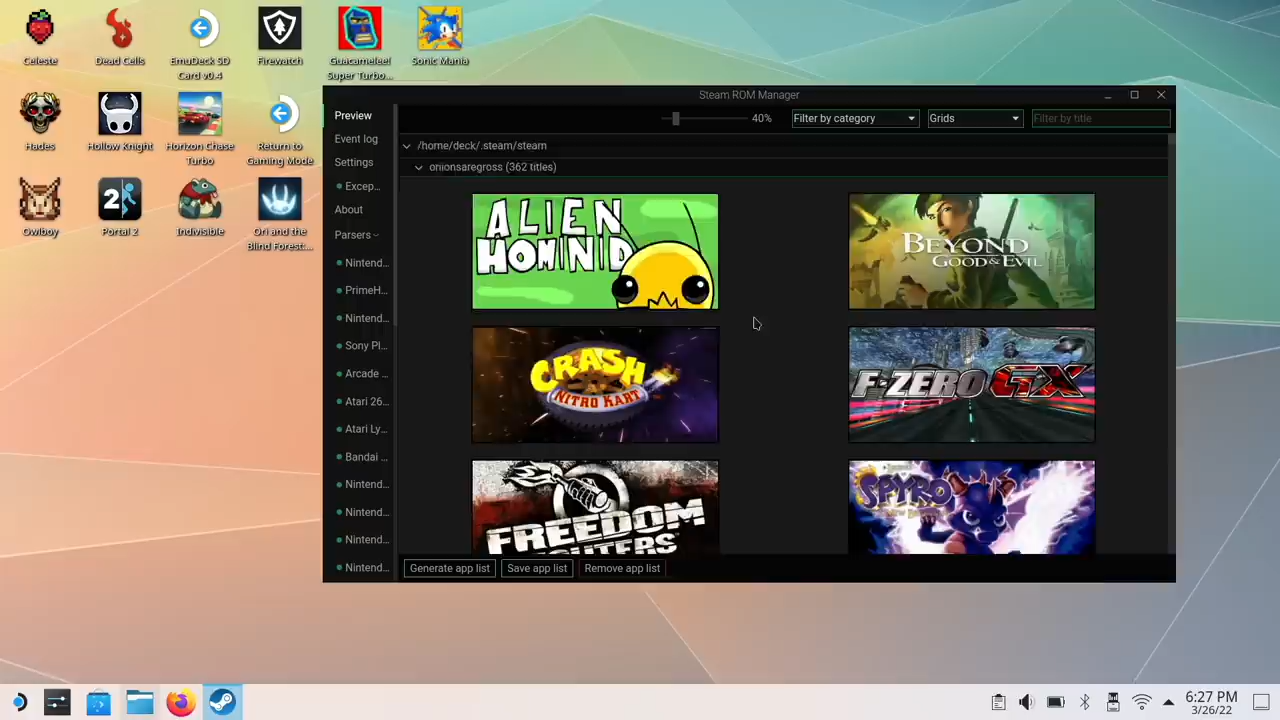 Celeste
Dead Cells
EmuDeck SD
Card v0.4
Firewatch
Guacamelee!
Super Turbo...
Sonic Mania
Hades
Hollow Knight
Horizon Chase
Turbo
Return to
Gaming Mode
Owlboy
Portal 2
Indivisible
Ori and the
Blind Forest:...
Steam ROM Manager
Preview
Event log
Settings
Excep...
About
Parsers
Nintend...
PrimeH...
Nintend...
Sony Pl...
Arcade ...
Atari 26...
Atari Ly...
Bandai ...
Nintend...
Nintend...
Nintend...
Nintend...
40%
Filter by category
Grids
Filter by title
/home/deck/.steam/steam
onionsaregross (362 titles)
ALIEN
HOMINID
BEYOND
GOOD & EVIL
CRASH
NITRO KART
F-ZERO GX
FREEDOM
FIGHTERS
SPYRO
Generate app list
Save app list
Remove app list
6:27 PM
3/26/22